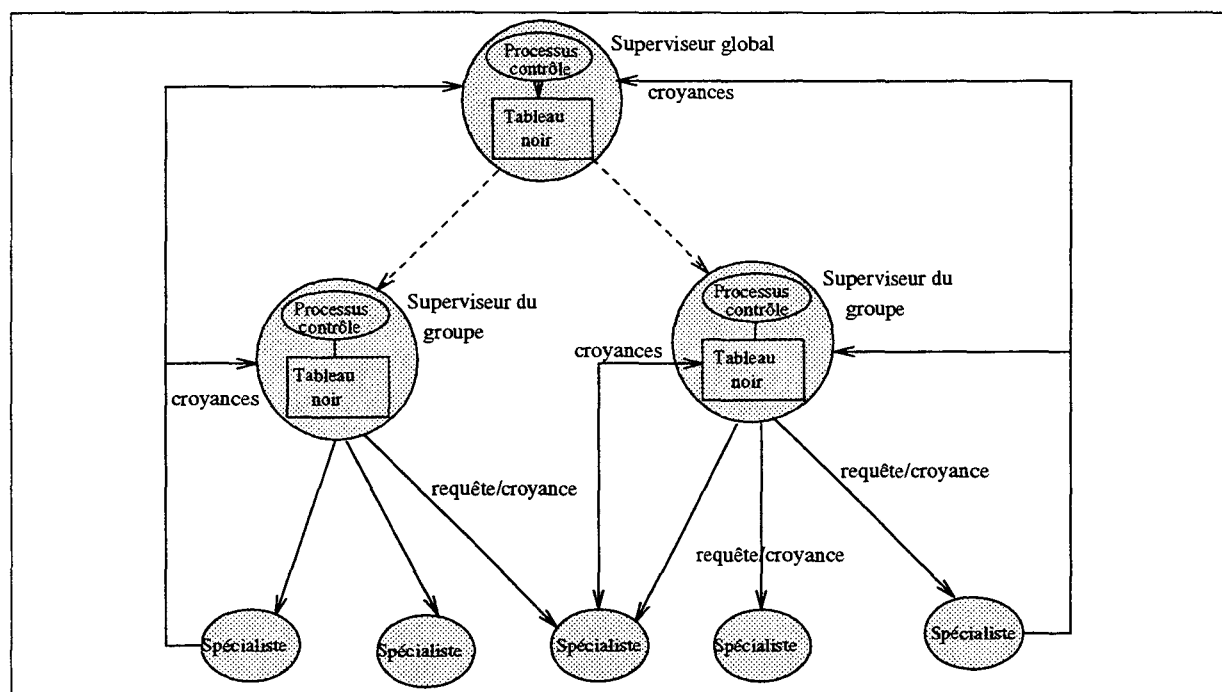 Processus
contrôle
Superviseur global
croyances
Tableau
noir
Processus
contrôle
Superviseur du
groupe
Tableau
noir
croyances
Processus
contrôle
Superviseur du
groupe
croyances
Tableau
noir
requête/croyance
requête/croyance
requête/croyance
Spécialiste
Spécialiste
Spécialiste
Spécialiste
Spécialiste